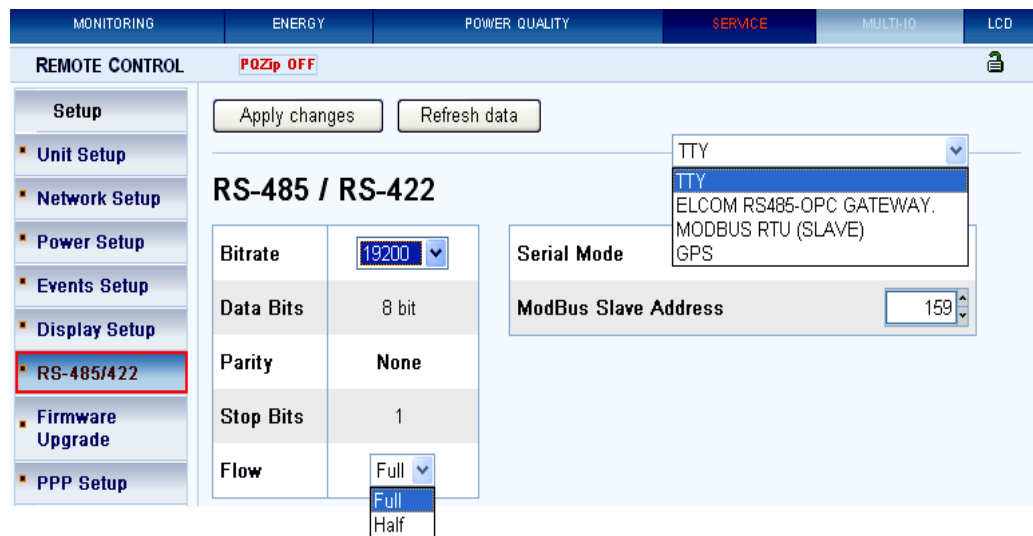 MONITORING ENERGY POWER QUALITY SERVICE MULTI-IO LCD
REMOTE CONTROL PQZip OFF
Setup
Unit Setup
Network Setup
Power Setup
Events Setup
Display Setup
RS-485/422
Firmware
Upgrade
PPP Setup
Apply changes Refresh data
RS-485 / RS-422
Bitrate 19200
Data Bits 8 bit
Parity None
Stop Bits 1
Flow Full
Full
Half
TTY
TTY
ELCOM RS485-OPC GATEWAY.
MODBUS RTU (SLAVE)
GPS
Serial Mode
ModBus Slave Address 159